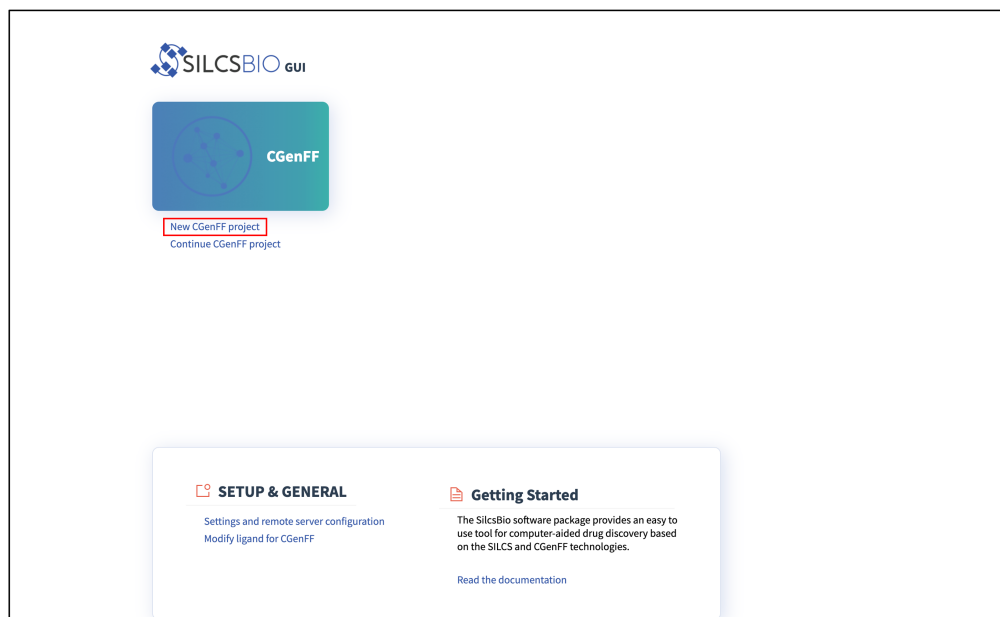 SILCSBIO GUI
CGenFF
New CGenFF project
Continue CGenFF project
SETUP & GENERAL
Settings and remote server configuration
Modify ligand for CGenFF
Getting Started
The SilcsBio software package provides an easy to
use tool for computer-aided drug discovery based
on the SILCS and CGenFF technologies.
Read the documentation